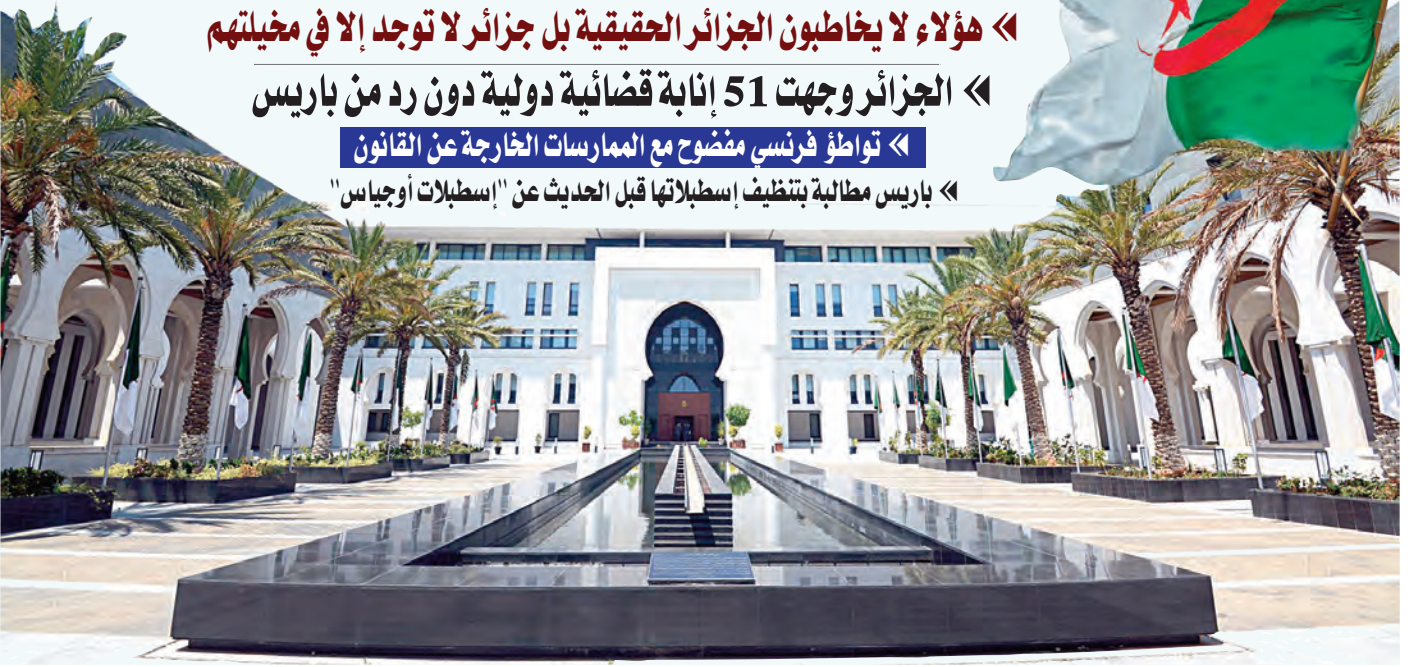 » هؤلاء لا يخاطبون الجزائر الحقيقية بل جزائر لا توجد إلا في مخيلتهم
» الجزائر وجهت 51 إنابة قضائية دولية دون رد من باريس
» تواطؤ فرنسي مفضوح مع الممارسات الخارجة عن القانون
» باريس مطالبة بتنظيف إسطبلاتها قبل الحديث عن "إسطبلات أوجياس"